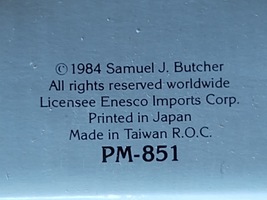 © 1984 Samuel J. Butcher
All rights reserved worldwide
Licensee Enesco Imports Corp.
Printed in Japan
Made in Taiwan R.O.C.
PM-851